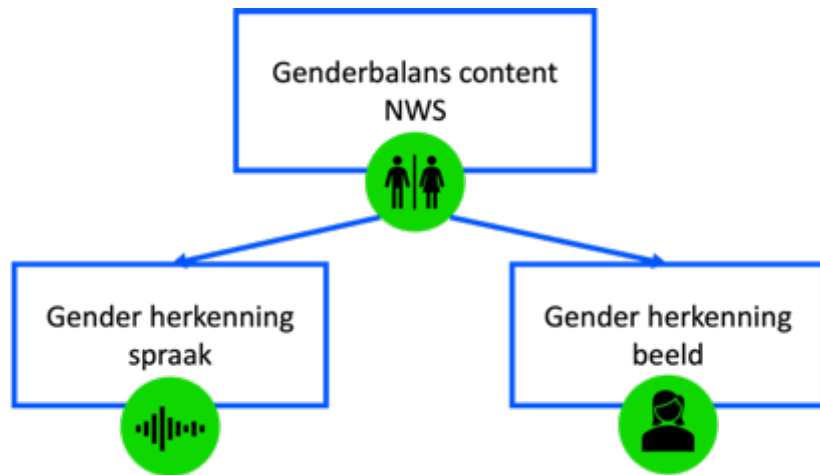 Genderbalans content
NWS
Gender herkenning
spraak
Gender herkenning
beeld